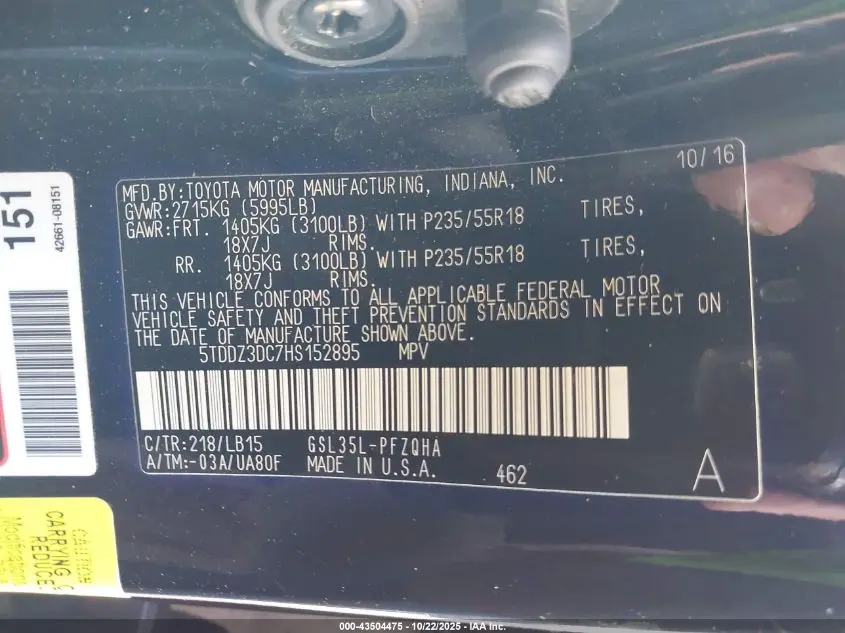 10/16
MFD.BY:TOYOTA MOTOR MANUFACTURING, INDIANA, INC.
GVWR:2715KG (5995LB)
GAWR:FRT. 1405KG (3100LB) WITH P235/55R18 TIRES,
18X7J RIMS.
RR. 1405KG (3100LB) WITH P235/55R18 TIRES,
18X7J RIMS.
THIS VEHICLE CONFORMS TO ALL APPLICABLE FEDERAL MOTOR
VEHICLE SAFETY AND THEFT PREVENTION STANDARDS IN EFFECT ON
THE DATE OF MANUFACTURE SHOWN ABOVE.
5TDDZ3DC7HS152895 MPV
C/TR:218/LB15 GSL35L-PFZQHA
A/TM:-03A/UA80F MADE IN U.S.A. 462 A
151
42661-08151
CAUTION
CARRYING
REDUCE
000-43504475 - 10/22/2025 - IAA, Inc.